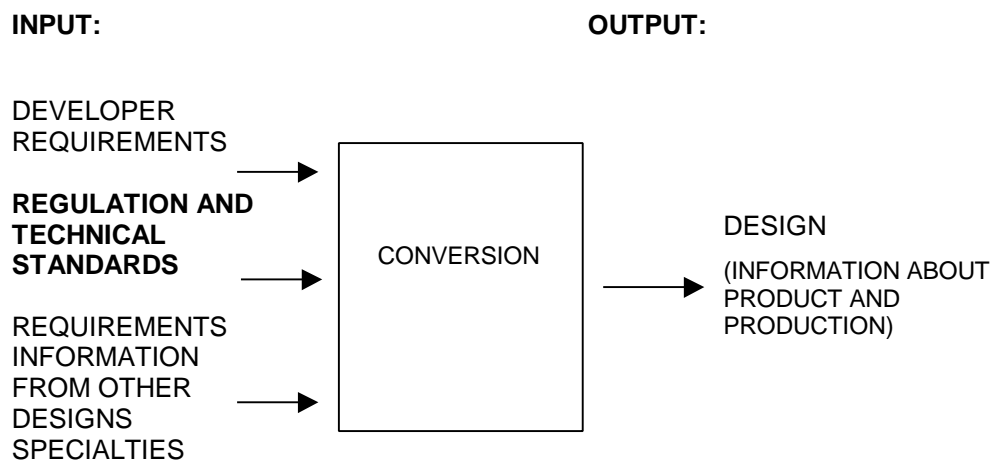 INPUT:
OUTPUT:
DEVELOPER
REQUIREMENTS
REGULATION AND
TECHNICAL
STANDARDS
REQUIREMENTS
INFORMATION
FROM OTHER
DESIGNS
SPECIALTIES
CONVERSION
DESIGN
(INFORMATION ABOUT
PRODUCT AND
PRODUCTION)